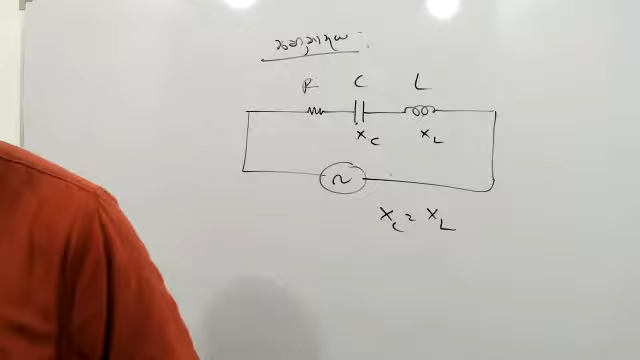 R C L
X_C X_L
~
X_C = X_L